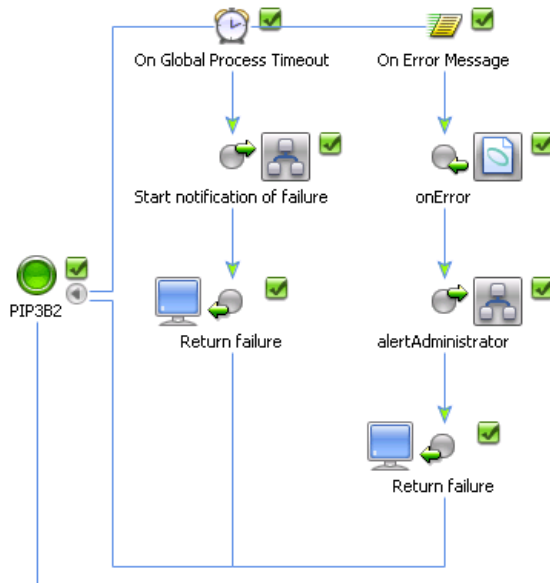 On Global Process Timeout
On Error Message
Start notification of failure
onError
PIP3B2
Return failure
alertAdministrator
Return failure